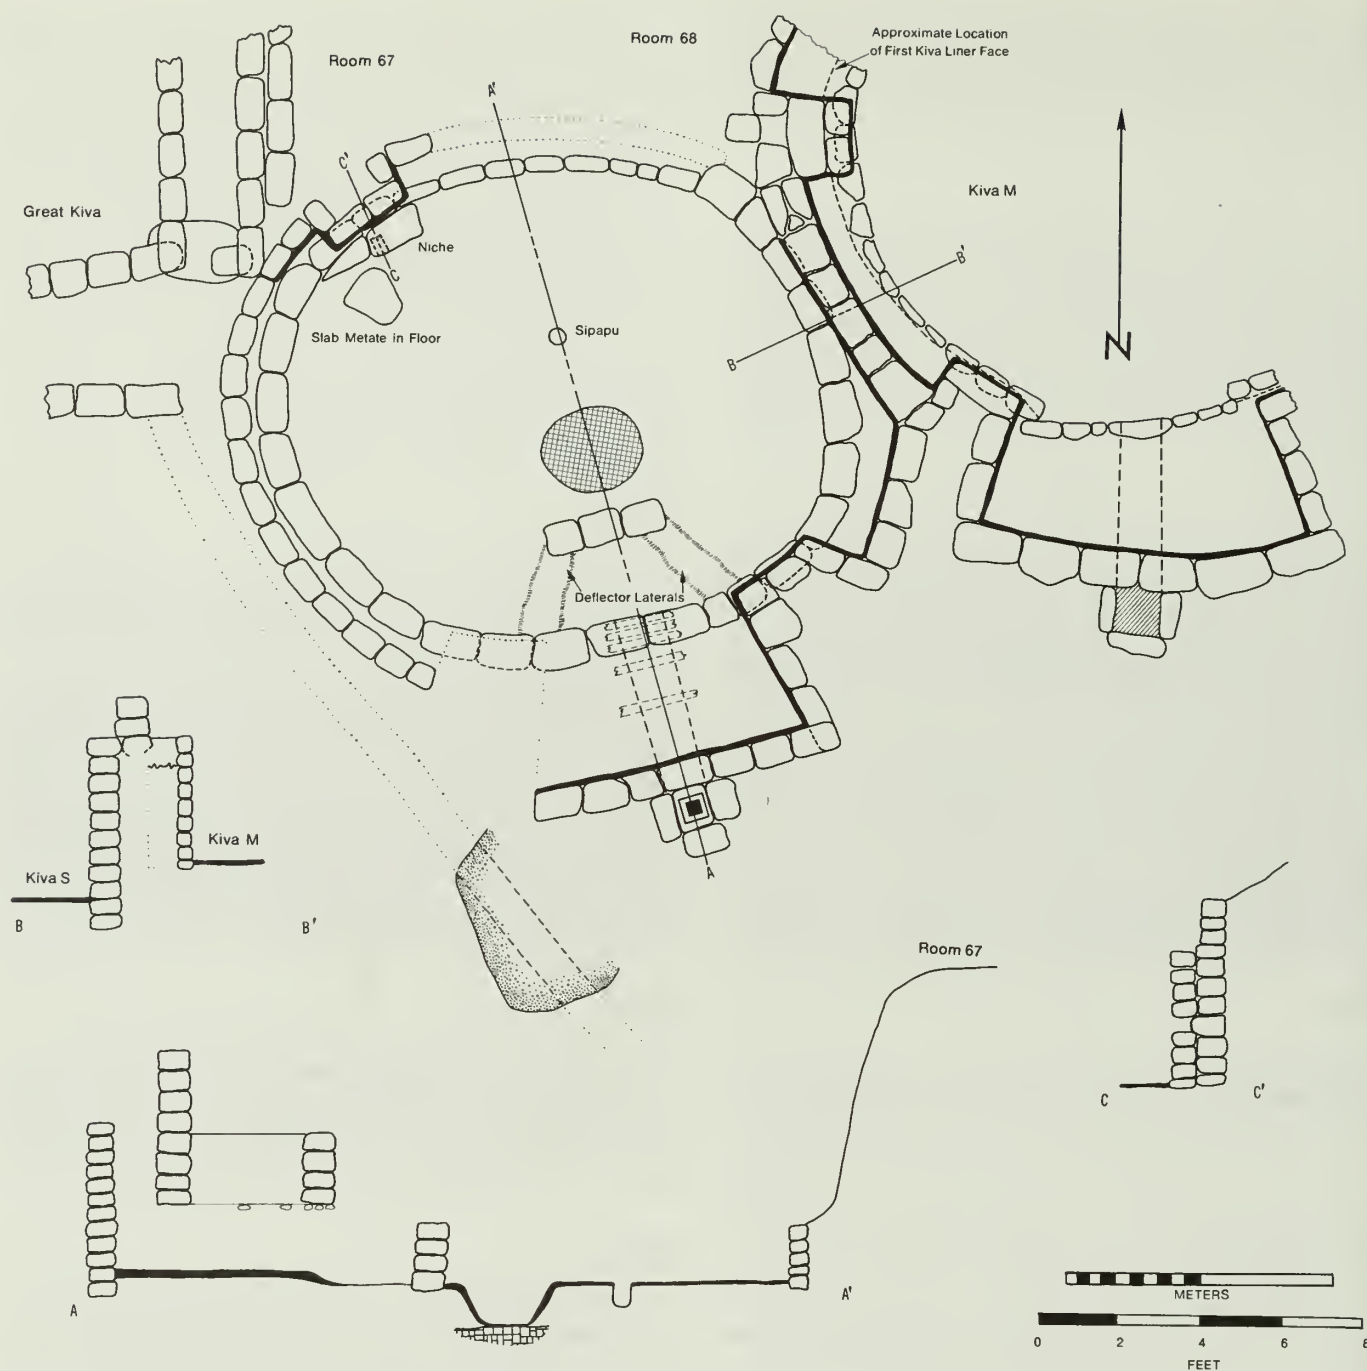 Room 67
Room 68
Approximate Location
of First Kiva Liner Face
A'
C'
Great Kiva
Kiva M
Niche
C
B'
Slab Metate in Floor
Sipapu
N
B
Deflector Laterals
A
Kiva S
Kiva M
B
B'
Room 67
C
C'
A
A'
METERS
0 2 4 6 8
FEET